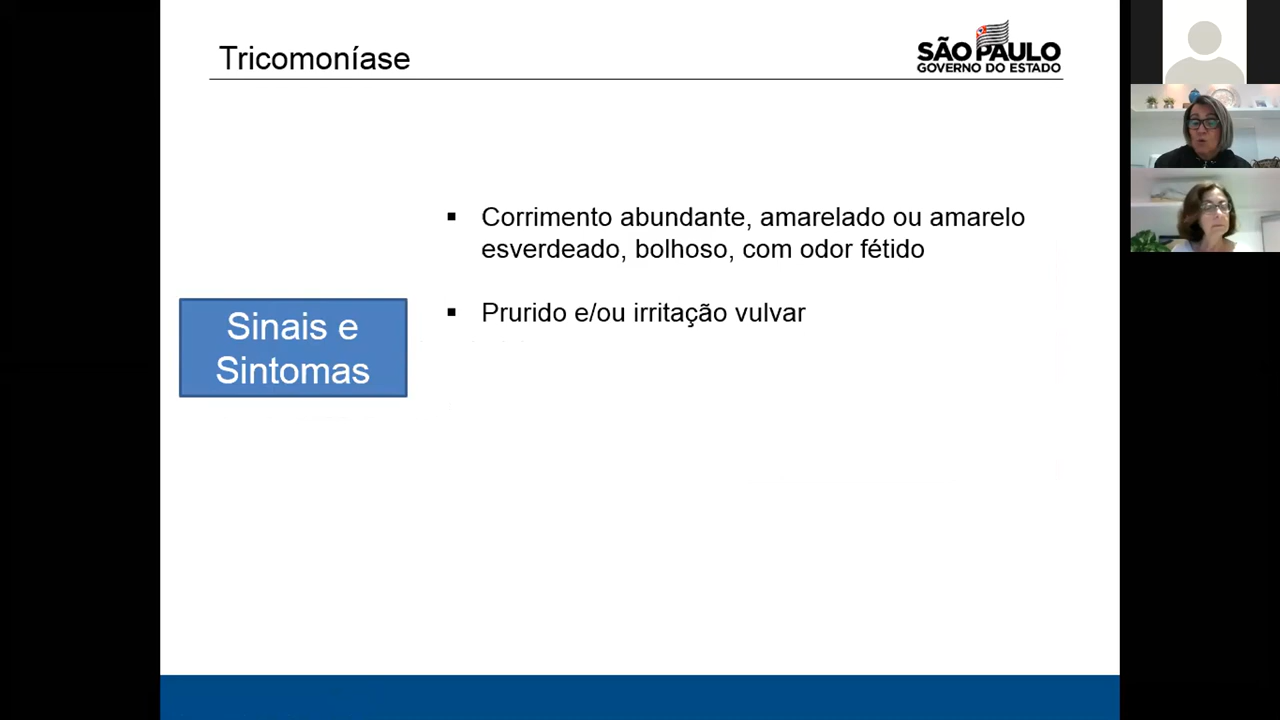 Tricomoníase
SÃO PAULO
GOVERNO DO ESTADO
▪ Corrimento abundante, amarelado ou amarelo
esverdeado, bolhoso, com odor fétido
▪ Prurido e/ou irritação vulvar
Sinais e
Sintomas